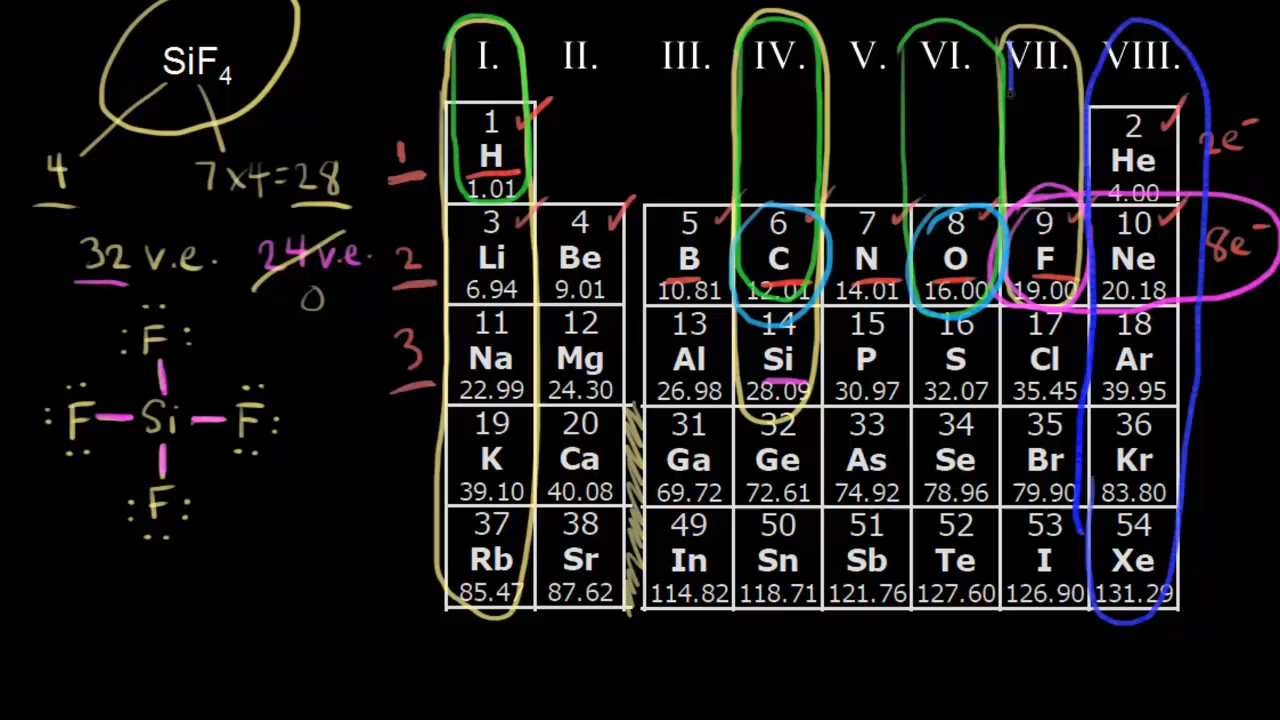 SiF4
4
7 x 4 = 28
32 v.e. 24 v.e.
0
:F:
:F — Si — F:
:F:
1
2
3
I. II. III. IV. V. VI. VII. VIII.
1 2
H He
1.01 4.00
2e-
3 4 5 6 7 8 9 10
Li Be B C N O F Ne
6.94 9.01 10.81 12.01 14.01 16.00 19.00 20.18
8e-
11 12 13 14 15 16 17 18
Na Mg Al Si P S Cl Ar
22.99 24.30 26.98 28.09 30.97 32.07 35.45 39.95
19 20 31 32 33 34 35 36
K Ca Ga Ge As Se Br Kr
39.10 40.08 69.72 72.61 74.92 78.96 79.90 83.80
37 38 49 50 51 52 53 54
Rb Sr In Sn Sb Te I Xe
85.47 87.62 114.82 118.71 121.76 127.60 126.90 131.29